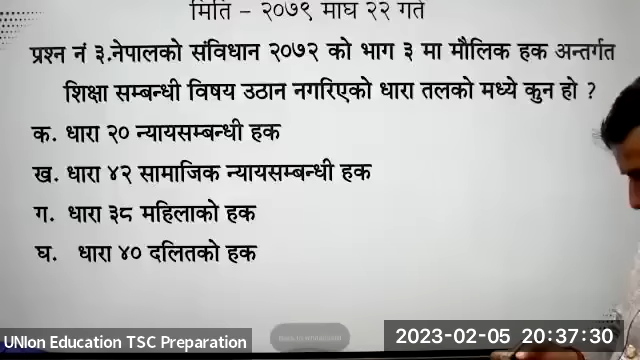 मिति – २०७९ माघ २२ गते
प्रश्न नं ३.नेपालको संविधान २०७२ को भाग ३ मा मौलिक हक अन्तर्गत
शिक्षा सम्बन्धी विषय उठान नगरिएको धारा तलको मध्ये कुन हो ?
क. धारा २० न्यायसम्बन्धी हक
ख. धारा ४२ सामाजिक न्यायसम्बन्धी हक
ग. धारा ३८ महिलाको हक
घ. धारा ४० दलितको हक
UNIon Education TSC Preparation
2023-02-05 20:37:30